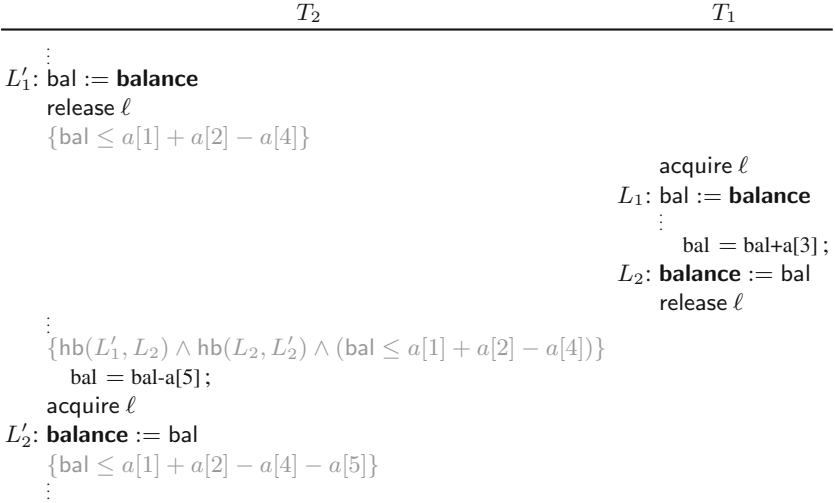 T₂ T₁
⋮
L′₁: bal := balance
release ℓ
{bal ≤ a[1] + a[2] − a[4]}
acquire ℓ
L₁: bal := balance
⋮
bal = bal+a[3] ;
L₂: balance := bal
release ℓ
⋮
{hb(L′₁, L₂) ∧ hb(L₂, L′₂) ∧ (bal ≤ a[1] + a[2] − a[4])}
bal = bal-a[5] ;
acquire ℓ
L′₂: balance := bal
{bal ≤ a[1] + a[2] − a[4] − a[5]}
⋮